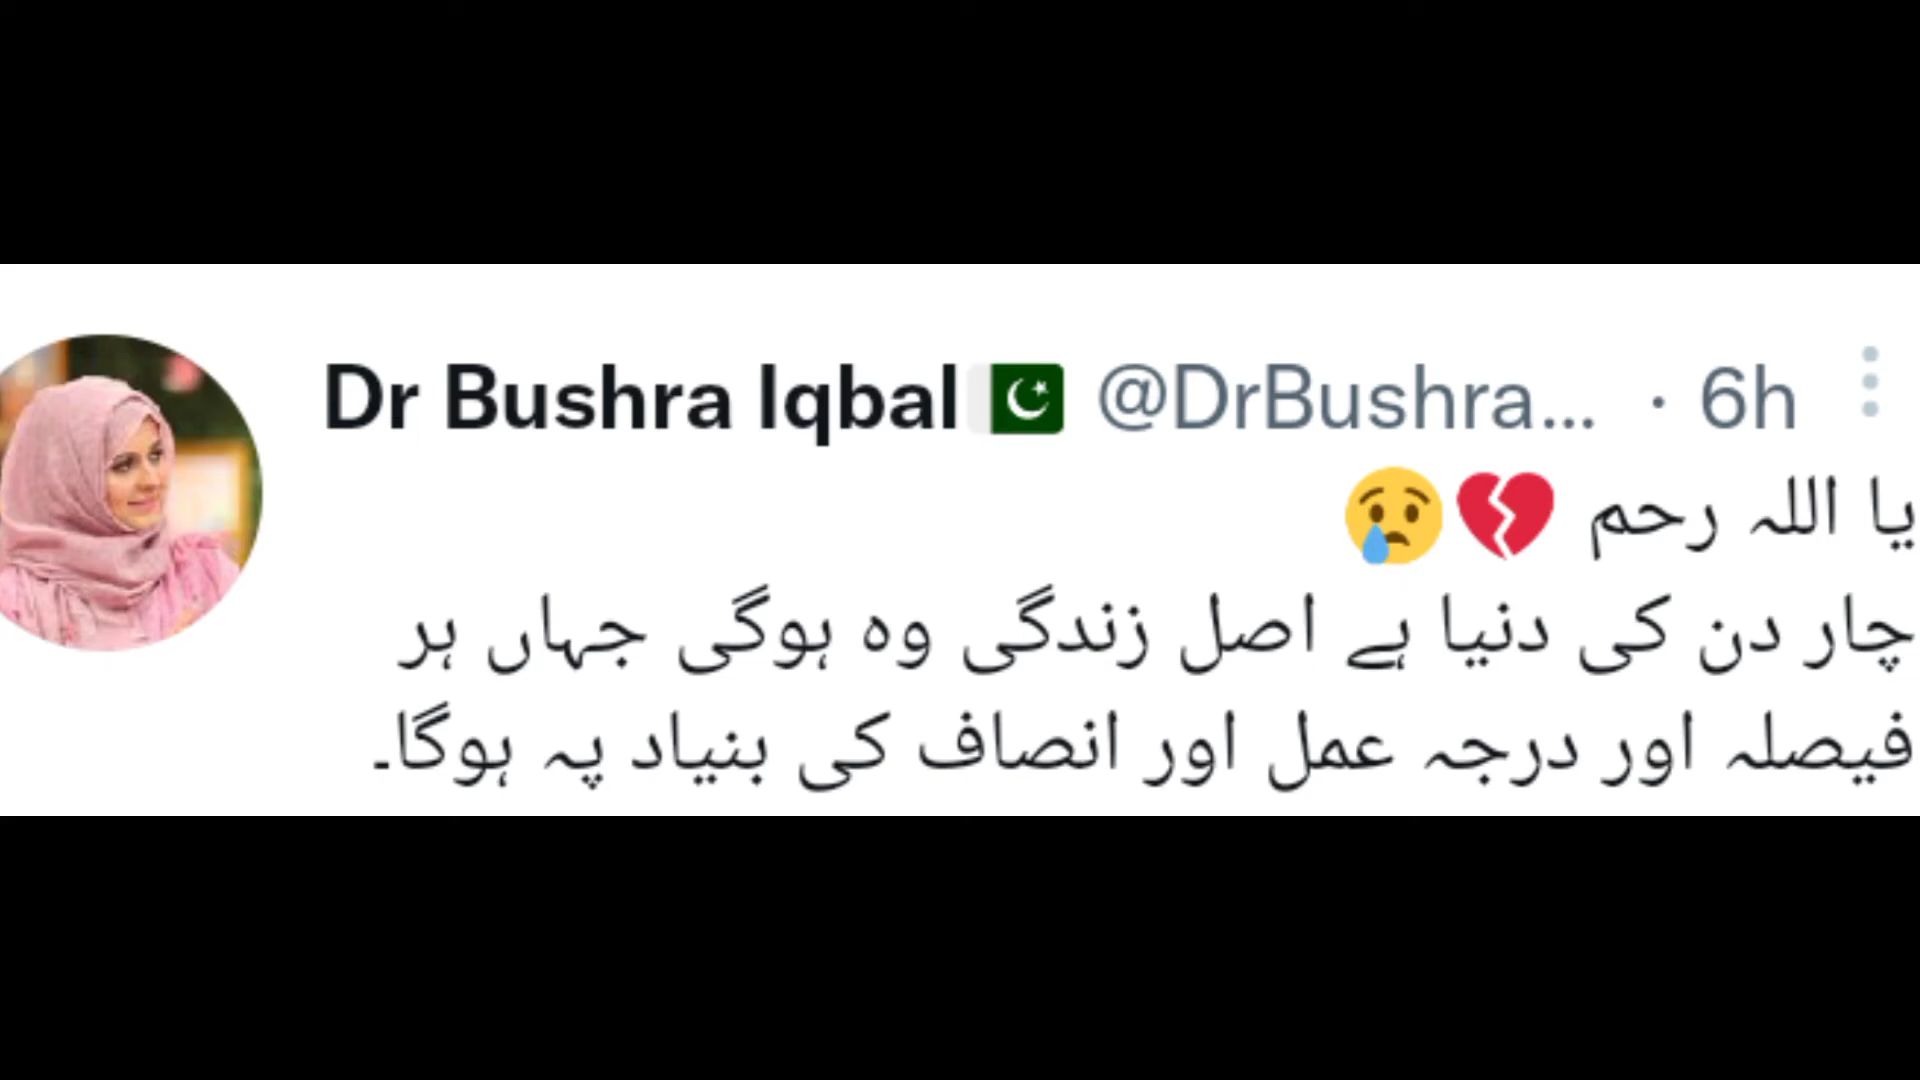 Dr Bushra Iqbal🇵🇰 @DrBushra... · 6h
یا اللہ رحم 💔😢
چار دن کی دنیا ہے اصل زندگی وہ ہوگی جہاں ہر
فیصلہ اور درجہ عمل اور انصاف کی بنیاد پہ ہوگا۔